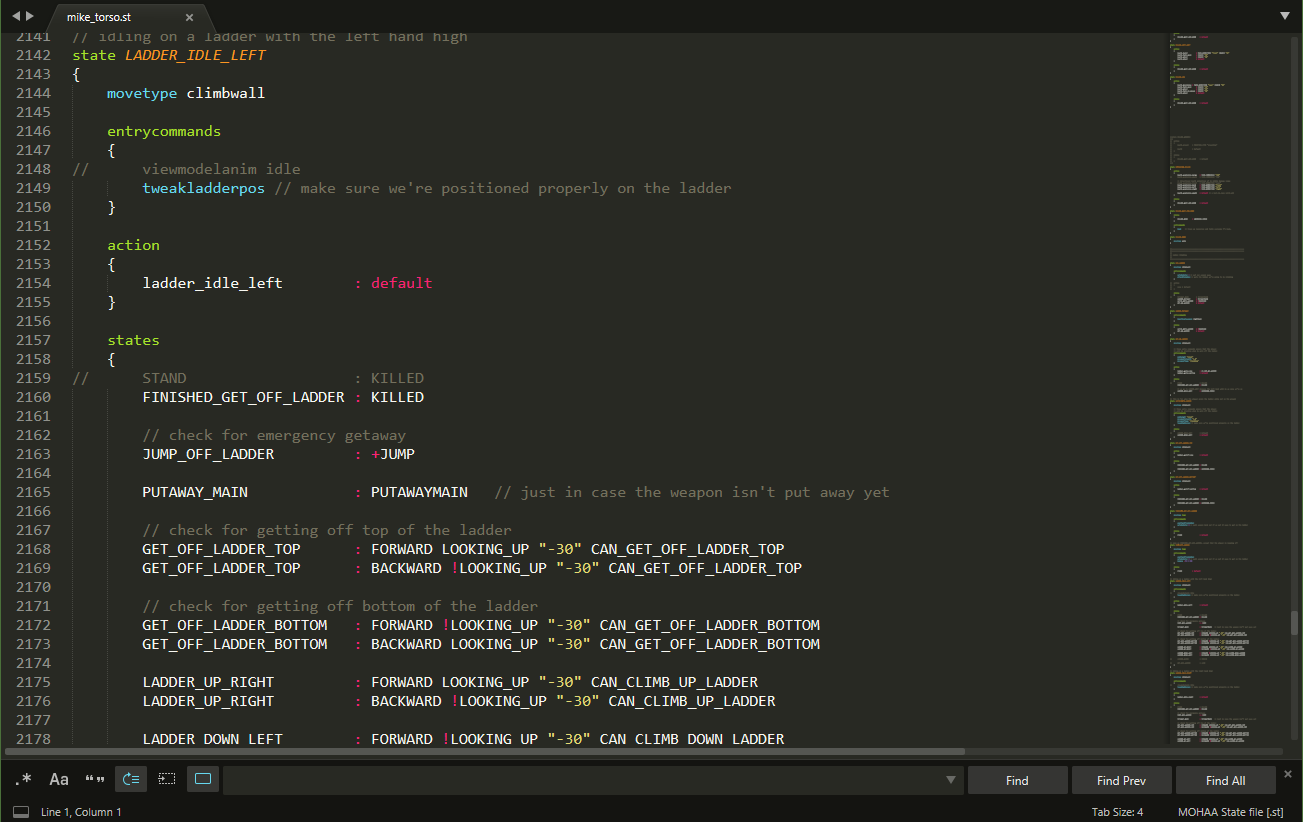 mike_torso.st ×
2141 // idling on a ladder with the left hand high
2142 state LADDER_IDLE_LEFT
2143 {
2144 movetype climbwall
2145
2146 entrycommands
2147 {
2148 // viewmodelanim idle
2149 tweakladderpos // make sure we're positioned properly on the ladder
2150 }
2151
2152 action
2153 {
2154 ladder_idle_left : default
2155 }
2156
2157 states
2158 {
2159 // STAND : KILLED
2160 FINISHED_GET_OFF_LADDER : KILLED
2161
2162 // check for emergency getaway
2163 JUMP_OFF_LADDER : +JUMP
2164
2165 PUTAWAY_MAIN : PUTAWAYMAIN // just in case the weapon isn't put away yet
2166
2167 // check for getting off top of the ladder
2168 GET_OFF_LADDER_TOP : FORWARD LOOKING_UP "-30" CAN_GET_OFF_LADDER_TOP
2169 GET_OFF_LADDER_TOP : BACKWARD !LOOKING_UP "-30" CAN_GET_OFF_LADDER_TOP
2170
2171 // check for getting off bottom of the ladder
2172 GET_OFF_LADDER_BOTTOM : FORWARD !LOOKING_UP "-30" CAN_GET_OFF_LADDER_BOTTOM
2173 GET_OFF_LADDER_BOTTOM : BACKWARD LOOKING_UP "-30" CAN_GET_OFF_LADDER_BOTTOM
2174
2175 LADDER_UP_RIGHT : FORWARD LOOKING_UP "-30" CAN_CLIMB_UP_LADDER
2176 LADDER_UP_RIGHT : BACKWARD !LOOKING_UP "-30" CAN_CLIMB_UP_LADDER
2177
2178 LADDER_DOWN_LEFT : FORWARD !LOOKING_UP "-30" CAN_CLIMB_DOWN_LADDER
.* Aa “” Find Find Prev Find All ×
Line 1, Column 1 Tab Size: 4 MOHAA State file [.st]